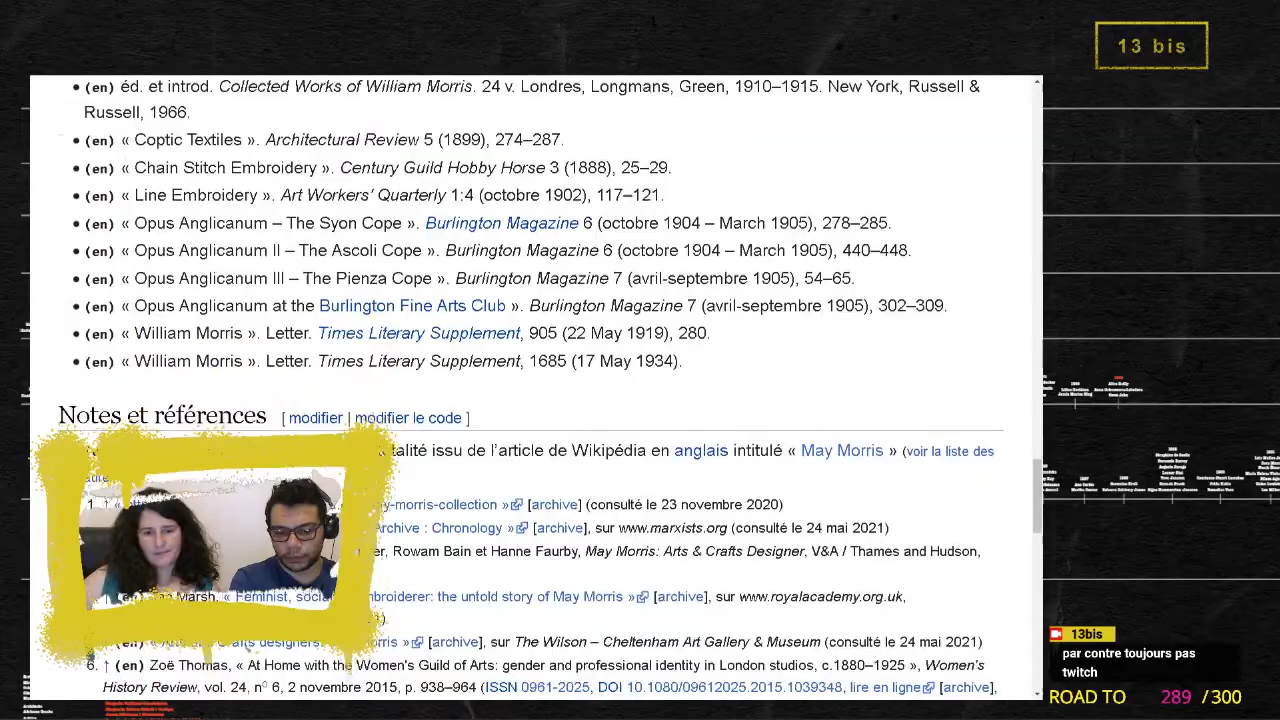 13 bis
• (en) éd. et introd. Collected Works of William Morris. 24 v. Londres, Longmans, Green, 1910–1915. New York, Russell &
Russell, 1966.
• (en) « Coptic Textiles ». Architectural Review 5 (1899), 274–287.
• (en) « Chain Stitch Embroidery ». Century Guild Hobby Horse 3 (1888), 25–29.
• (en) « Line Embroidery ». Art Workers' Quarterly 1:4 (octobre 1902), 117–121.
• (en) « Opus Anglicanum – The Syon Cope ». Burlington Magazine 6 (octobre 1904 – March 1905), 278–285.
• (en) « Opus Anglicanum II – The Ascoli Cope ». Burlington Magazine 6 (octobre 1904 – March 1905), 440–448.
• (en) « Opus Anglicanum III – The Pienza Cope ». Burlington Magazine 7 (avril-septembre 1905), 54–65.
• (en) « Opus Anglicanum at the Burlington Fine Arts Club ». Burlington Magazine 7 (avril-septembre 1905), 302–309.
• (en) « William Morris ». Letter. Times Literary Supplement, 905 (22 May 1919), 280.
• (en) « William Morris ». Letter. Times Literary Supplement, 1685 (17 May 1934).
Notes et références [ modifier | modifier le code ]
talité issu de l'article de Wikipédia en anglais intitulé « May Morris » (voir la liste des
-morris-collection » [archive] (consulté le 23 novembre 2020)
rchive : Chronology » [archive], sur www.marxists.org (consulté le 24 mai 2021)
er, Rowam Bain et Hanne Faurby, May Morris: Arts & Crafts Designer, V&A / Thames and Hudson,
Marsh, « Feminist, social mbroiderer: the untold story of May Morris » [archive], sur www.royalacademy.org.uk,
(en) rafts designers rris » [archive], sur The Wilson – Cheltenham Art Gallery & Museum (consulté le 24 mai 2021)
6. ↑ (en) Zoë Thomas, « At Home with the Women's Guild of Arts: gender and professional identity in London studios, c.1880–1925 », Women's
History Review, vol. 24, nº 6, 2 novembre 2015, p. 938–964 (ISSN 0961-2025, DOI 10.1080/09612025.2015.1039348, lire en ligne [archive],
13bis
par contre toujours pas
twitch
ROAD TO 289 / 300